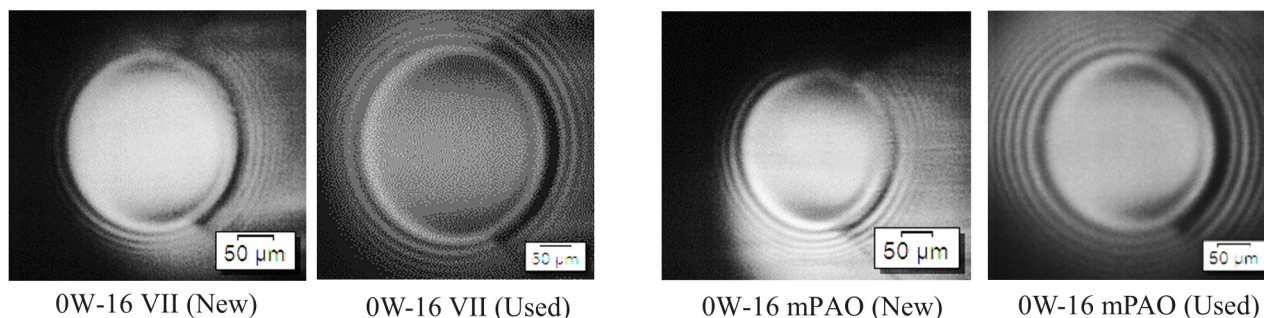 50 μm
50 μm
50 μm
50 μm
0W-16 VII (New)
0W-16 VII (Used)
0W-16 mPAO (New)
0W-16 mPAO (Used)